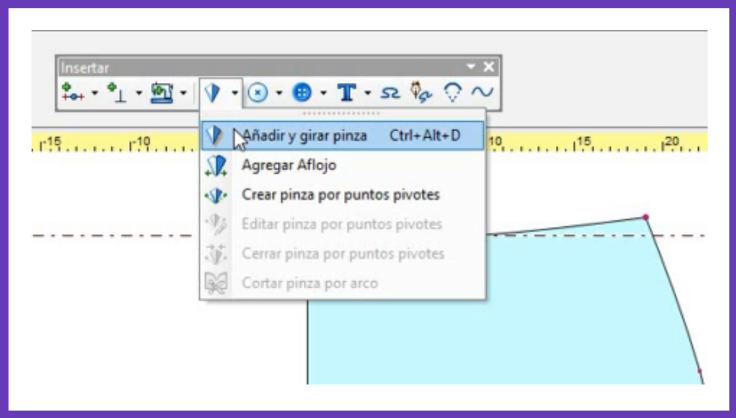 Insertar
Añadir y girar pinza Ctrl+Alt+D
Agregar Aflojo
Crear pinza por puntos pivotes
Editar pinza por puntos pivotes
Cerrar pinza por puntos pivotes
Cortar pinza por arco
-15 -10 10 15 20